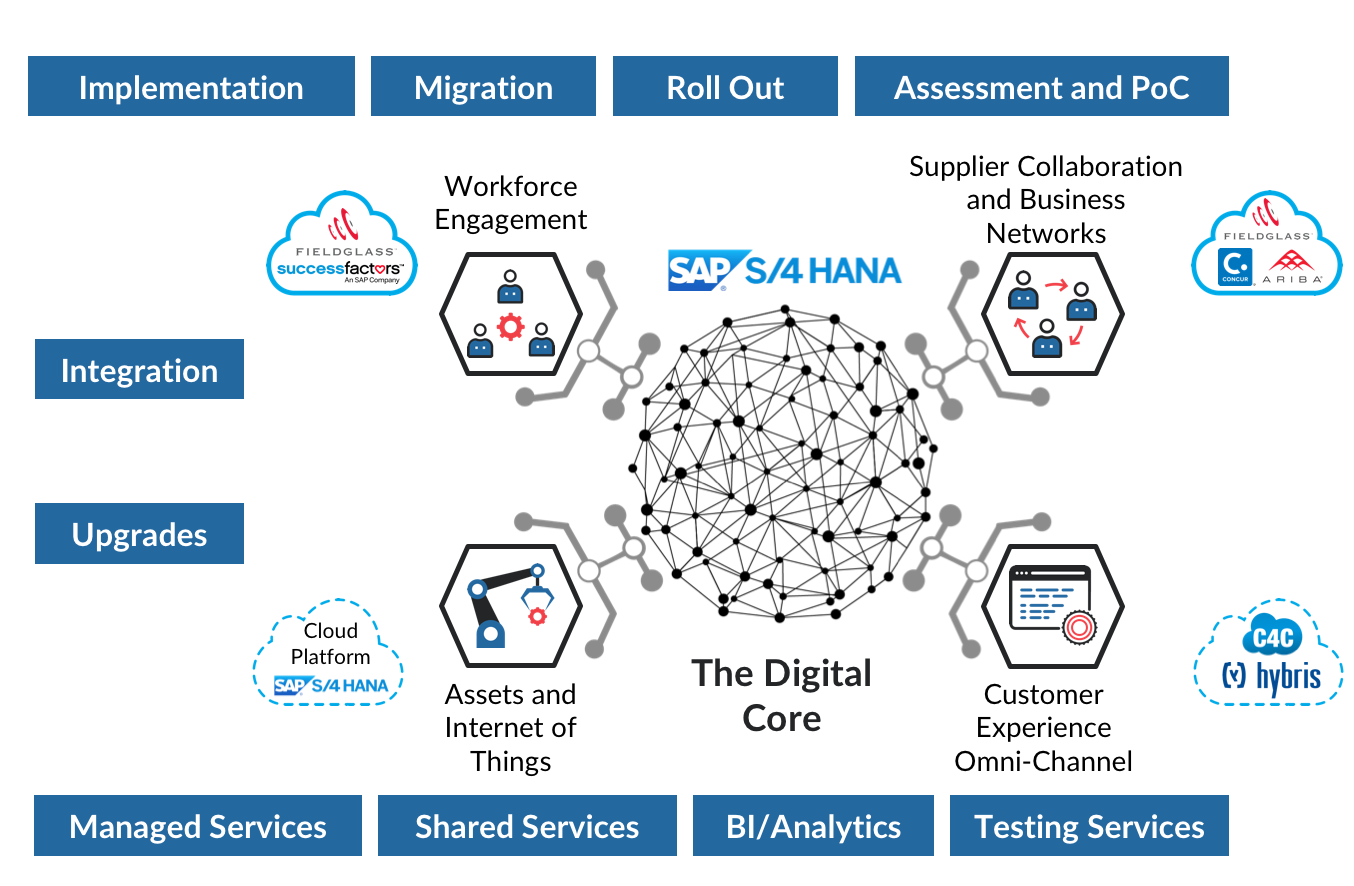 Implementation
Migration
Roll Out
Assessment and PoC
Workforce
Engagement
Supplier Collaboration
and Business
Networks
FIELDGLASS
successfactors™
An SAP Company
SAP S/4 HANA
FIELDGLASS
C.
CONCUR
ARIBA
Integration
Upgrades
Cloud
Platform
SAP S/4 HANA
C4C
hybris
The Digital
Core
Assets and
Internet of
Things
Customer
Experience
Omni-Channel
Managed Services
Shared Services
BI/Analytics
Testing Services